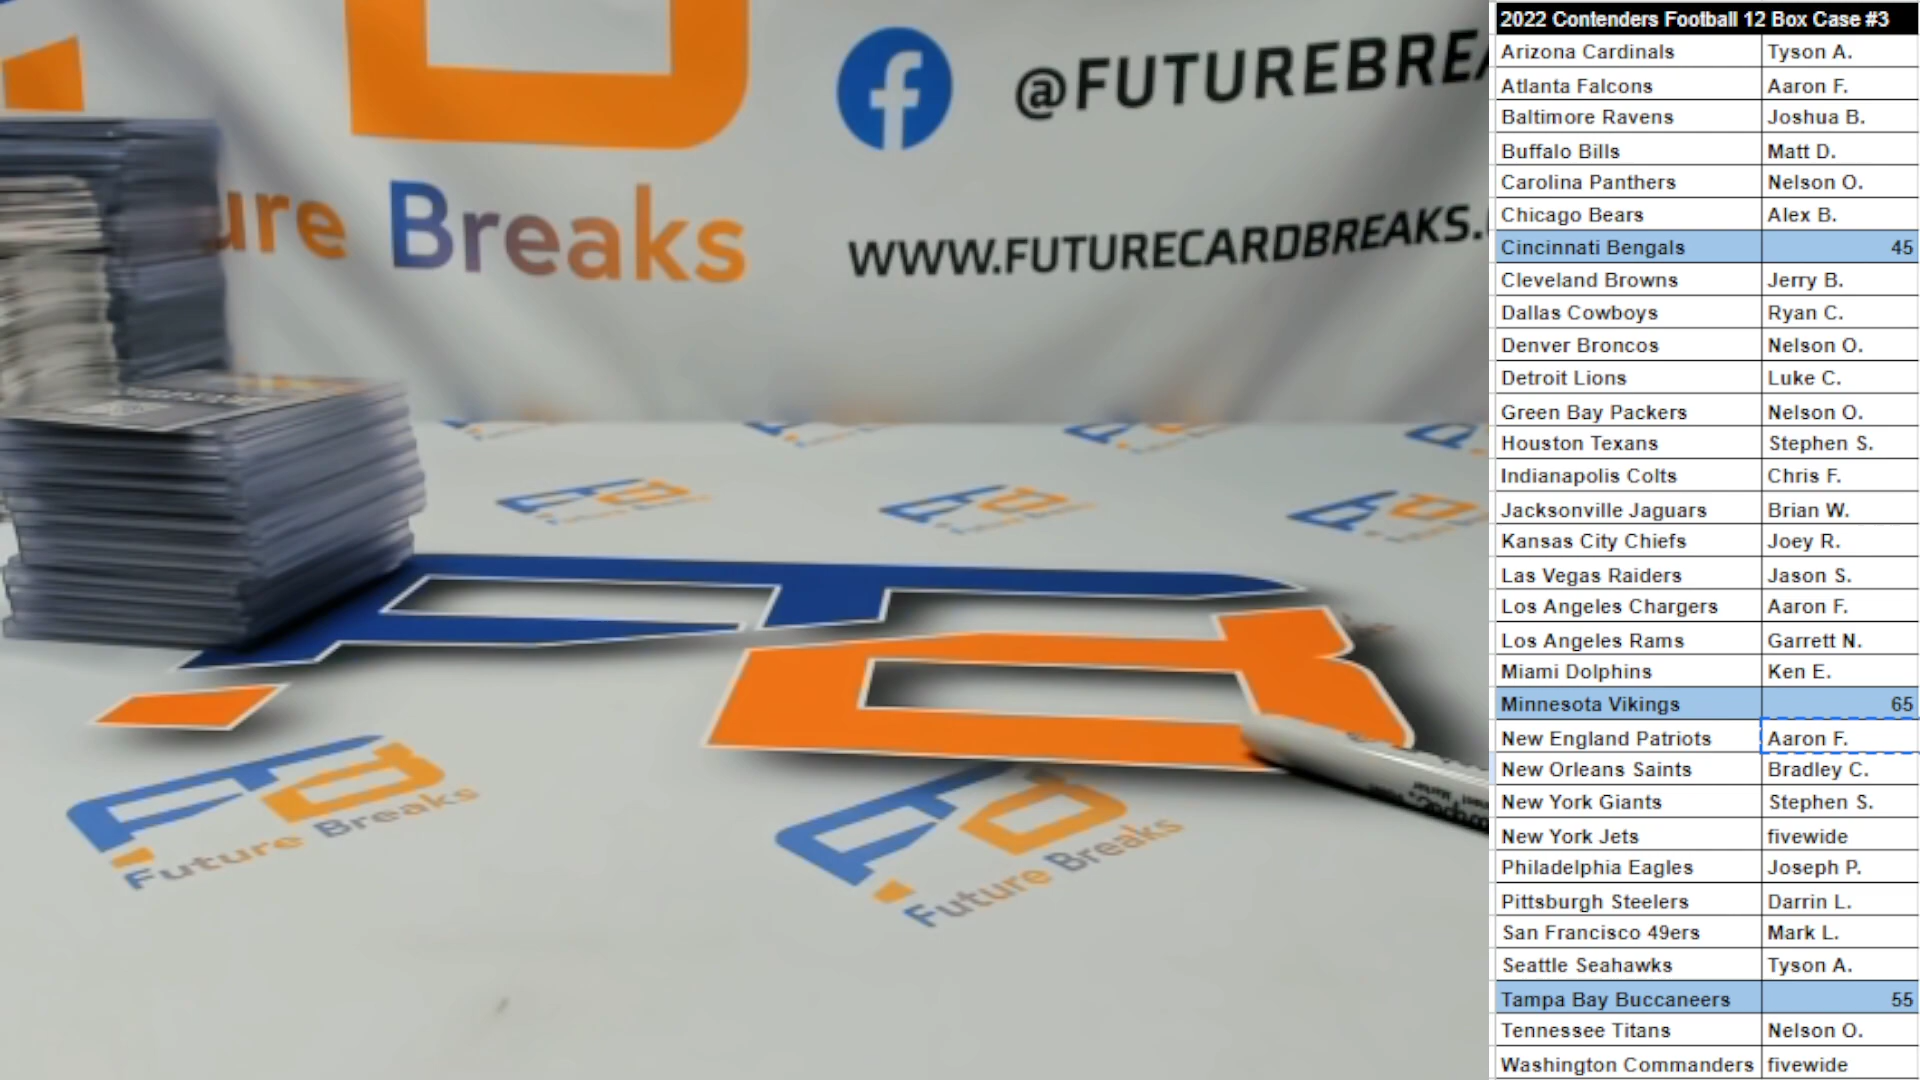 @FUTUREBREA
ure Breaks
WWW.FUTURECARDBREAKS.
Future Breaks
Future Breaks
2022 Contenders Football 12 Box Case #3
Arizona Cardinals Tyson A.
Atlanta Falcons Aaron F.
Baltimore Ravens Joshua B.
Buffalo Bills Matt D.
Carolina Panthers Nelson O.
Chicago Bears Alex B.
Cincinnati Bengals 45
Cleveland Browns Jerry B.
Dallas Cowboys Ryan C.
Denver Broncos Nelson O.
Detroit Lions Luke C.
Green Bay Packers Nelson O.
Houston Texans Stephen S.
Indianapolis Colts Chris F.
Jacksonville Jaguars Brian W.
Kansas City Chiefs Joey R.
Las Vegas Raiders Jason S.
Los Angeles Chargers Aaron F.
Los Angeles Rams Garrett N.
Miami Dolphins Ken E.
Minnesota Vikings 65
New England Patriots Aaron F.
New Orleans Saints Bradley C.
New York Giants Stephen S.
New York Jets fivewide
Philadelphia Eagles Joseph P.
Pittsburgh Steelers Darrin L.
San Francisco 49ers Mark L.
Seattle Seahawks Tyson A.
Tampa Bay Buccaneers 55
Tennessee Titans Nelson O.
Washington Commanders fivewide